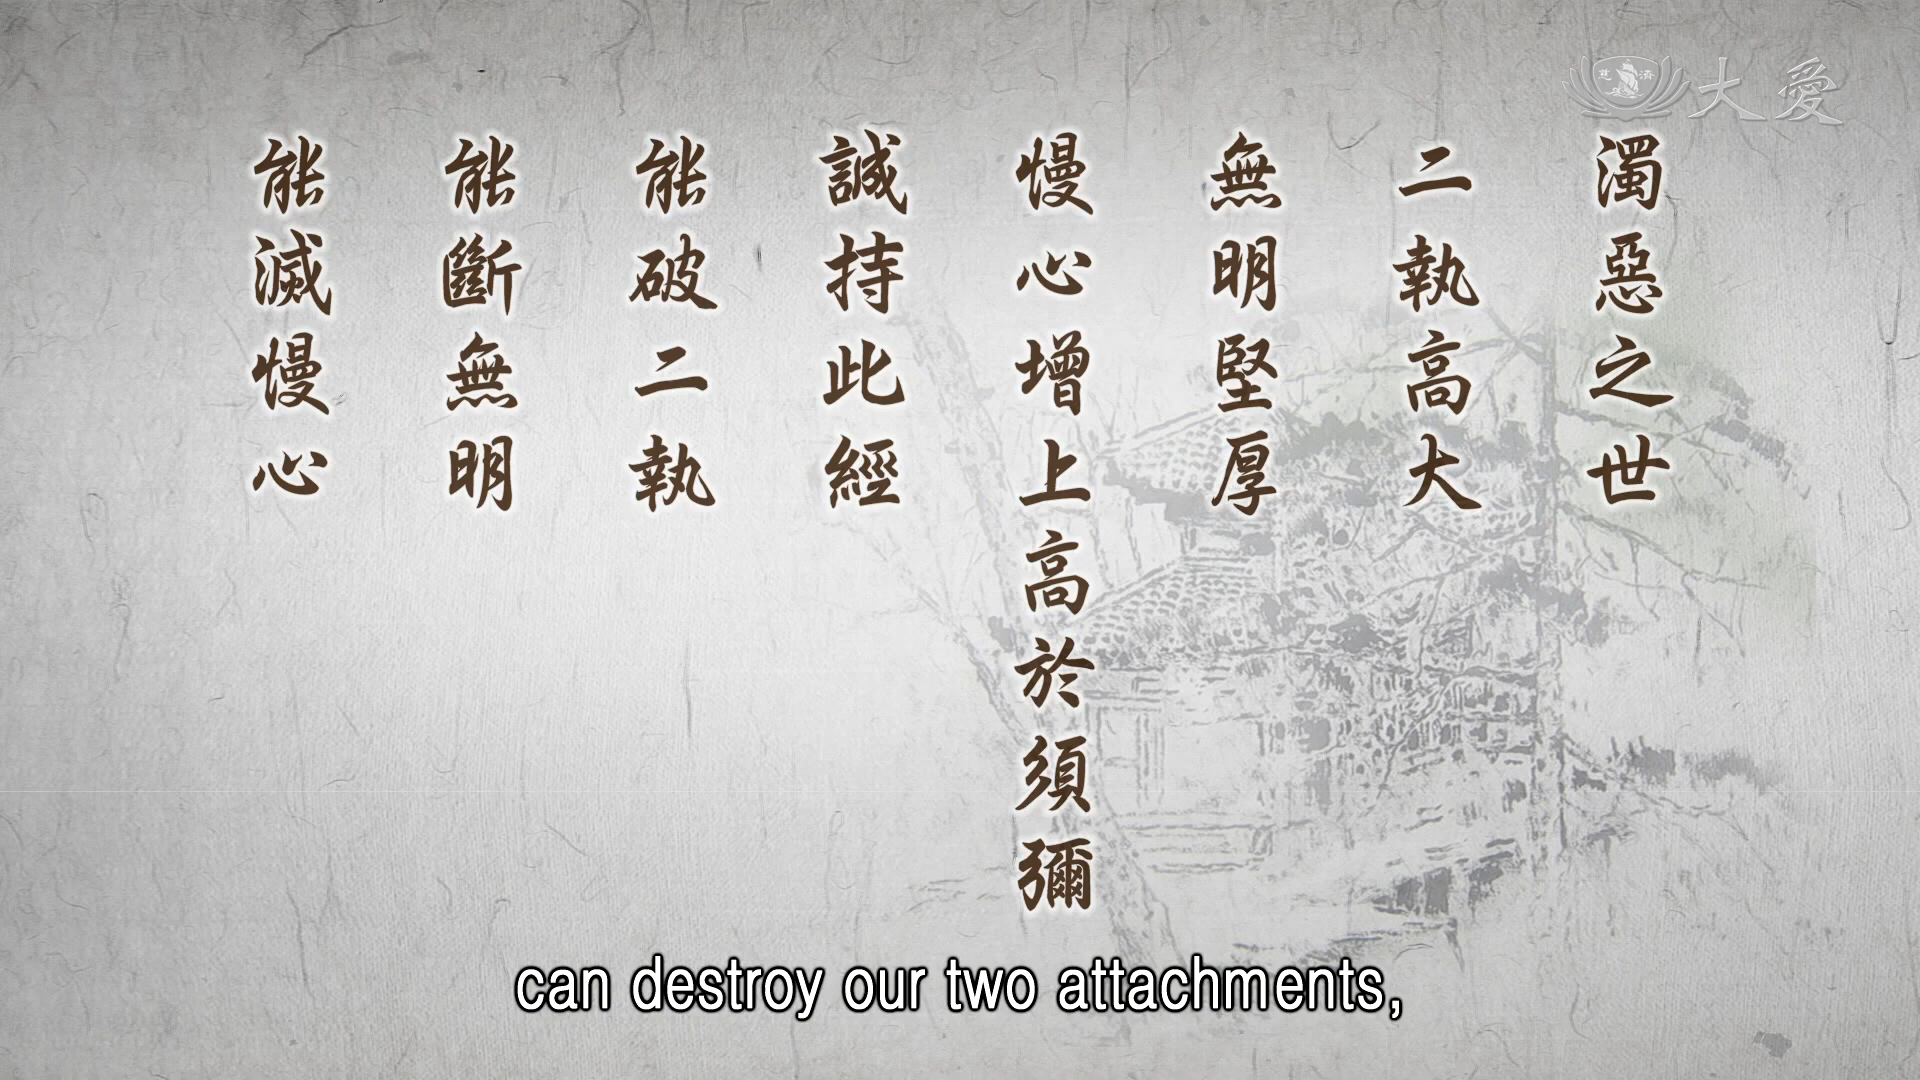 濁惡之世
二執高大
無明堅厚
慢心增上高於須彌
誠持此經
能破二執
能斷無明
能滅慢心
慈濟
大愛
can destroy our two attachments,